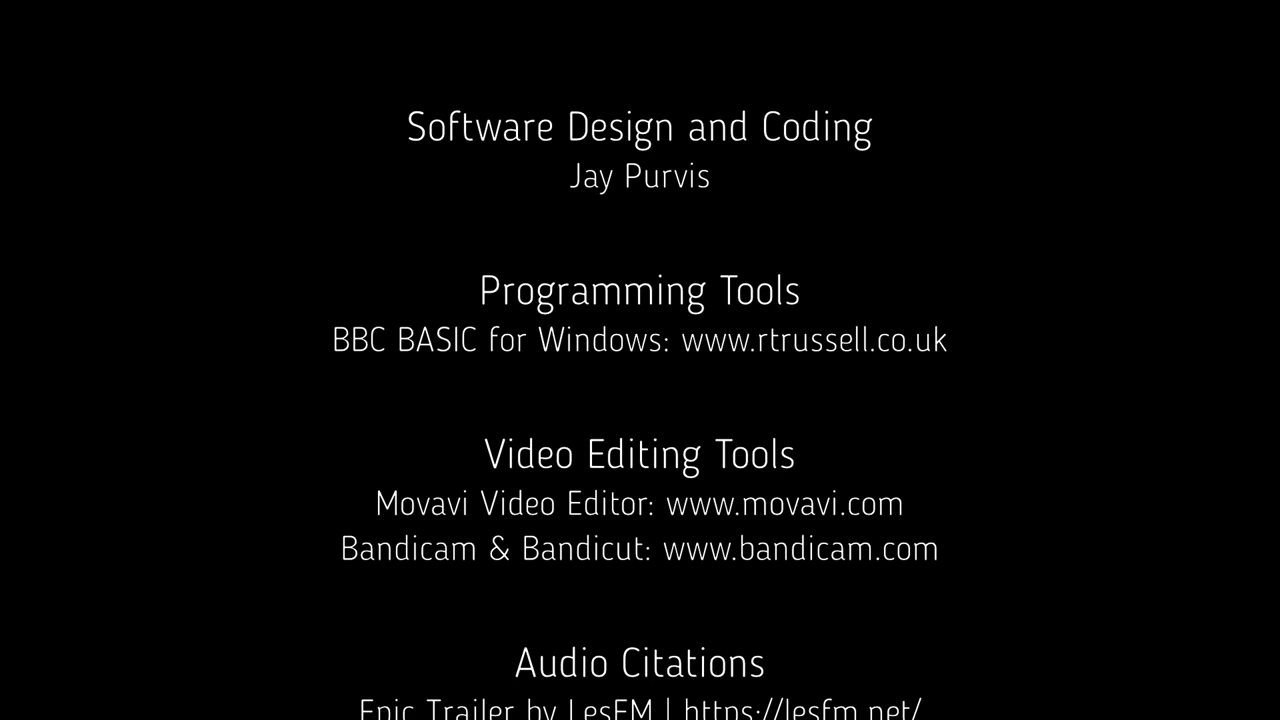 Software Design and Coding
Jay Purvis
Programming Tools
BBC BASIC for Windows: www.rtrussell.co.uk
Video Editing Tools
Movavi Video Editor: www.movavi.com
Bandicam & Bandicut: www.bandicam.com
Audio Citations
Epic Trailer by LesFM | https://lesfm.net/